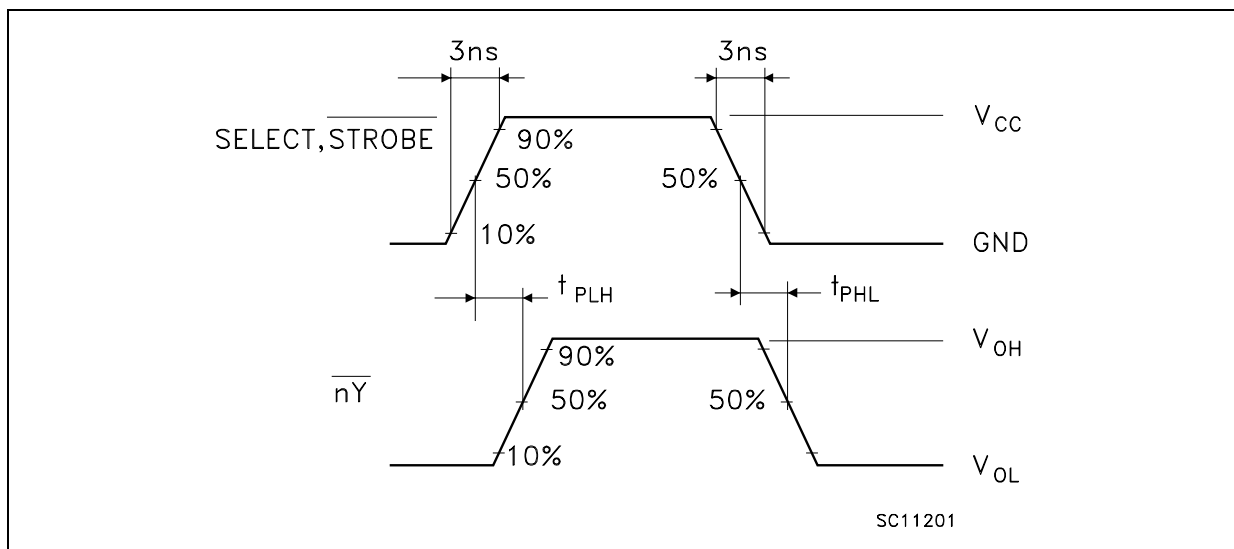 3ns 3ns
SELECT, STROBE
90%
V_CC
50% 50%
10%
GND
t_PLH t_PHL
V_OH
90%
nY
50% 50%
10%
V_OL
SC11201